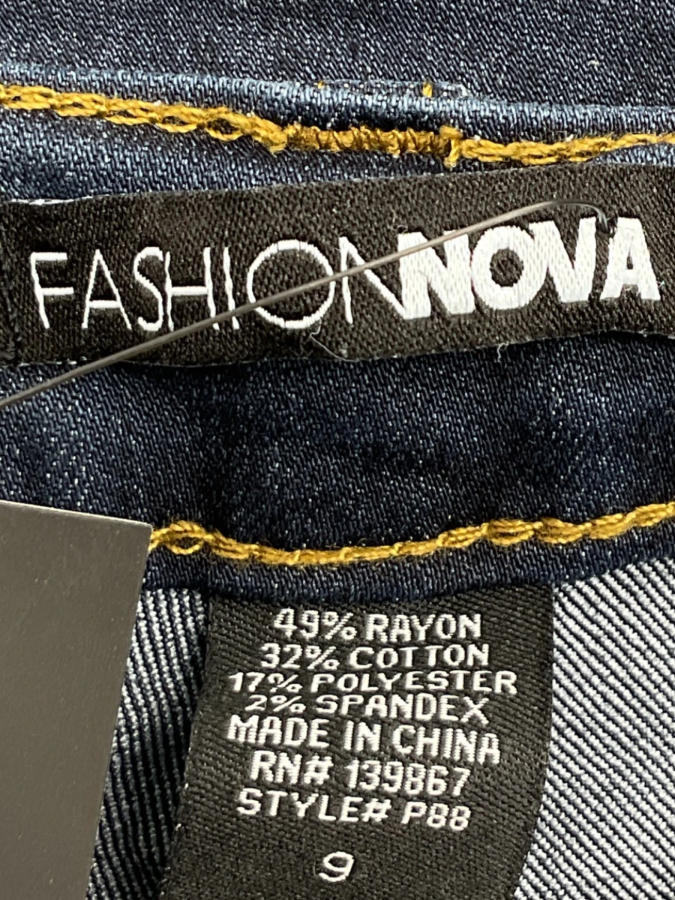 FASHIONNOVA
49% RAYON
32% COTTON
17% POLYESTER
2% SPANDEX
MADE IN CHINA
RN# 139867
STYLE# P88
9